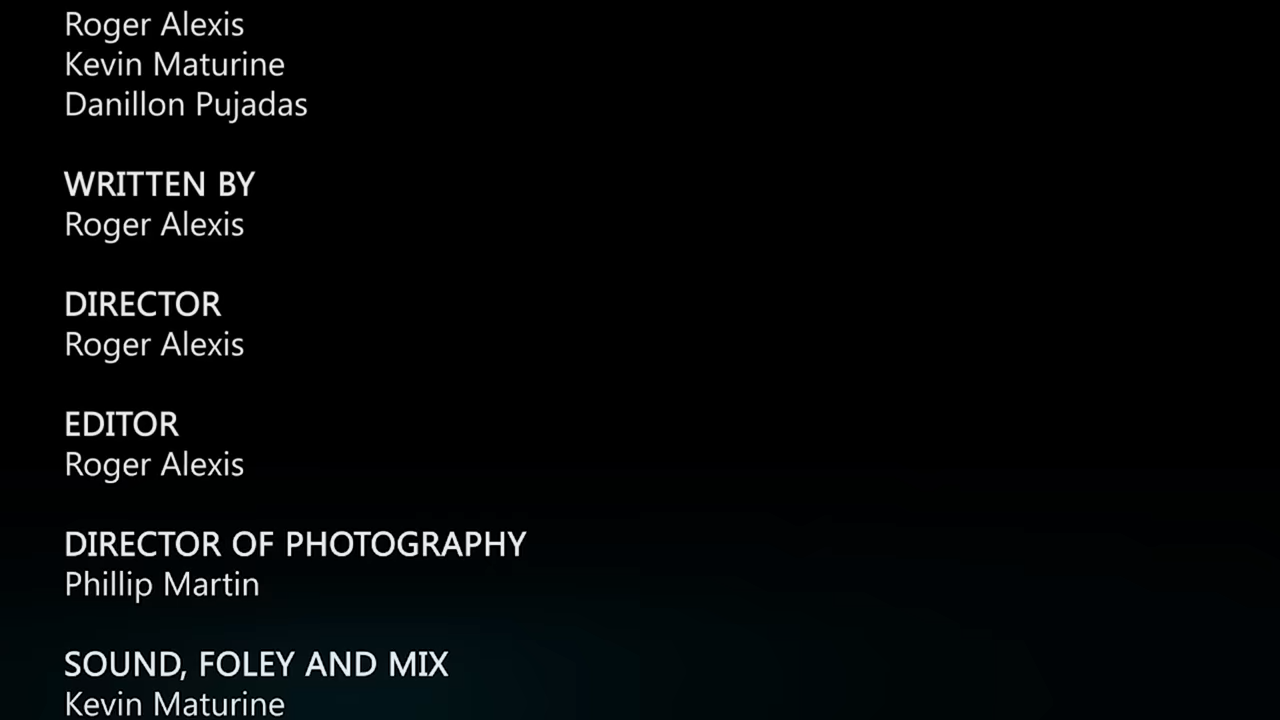 Roger Alexis
Kevin Maturine
Danillon Pujadas
WRITTEN BY
Roger Alexis
DIRECTOR
Roger Alexis
EDITOR
Roger Alexis
DIRECTOR OF PHOTOGRAPHY
Phillip Martin
SOUND, FOLEY AND MIX
Kevin Maturine